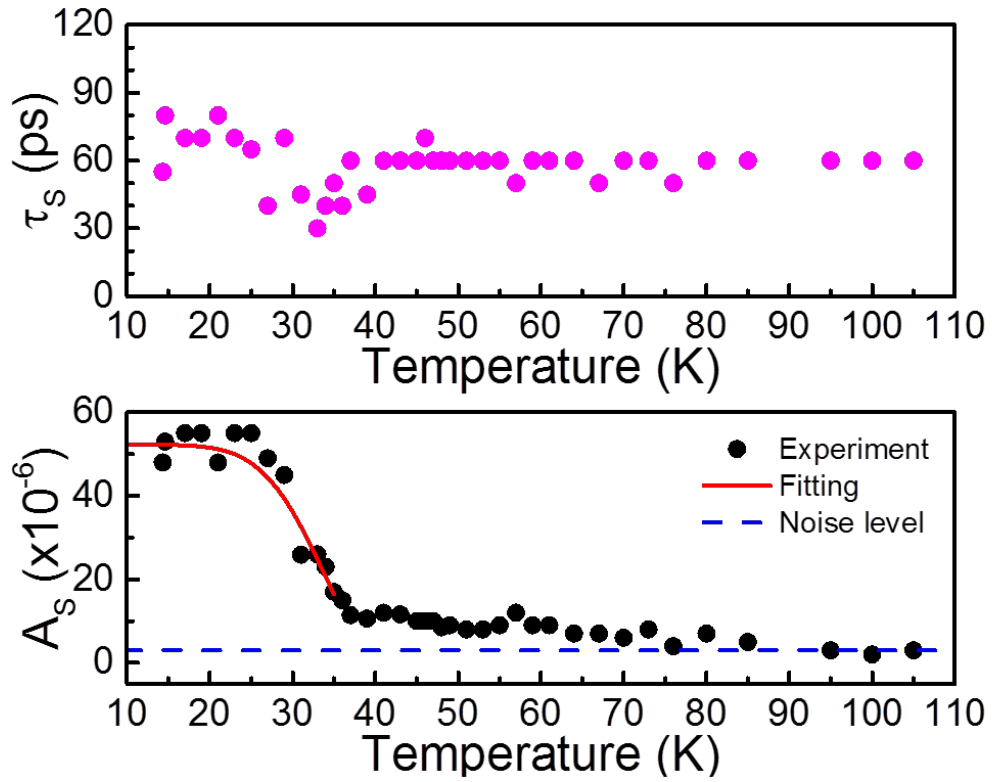 120
90
60
30
0
τS (ps)
10 20 30 40 50 60 70 80 90 100 110
Temperature (K)
60
40
20
0
AS (x10-6)
Experiment
Fitting
Noise level
10 20 30 40 50 60 70 80 90 100 110
Temperature (K)